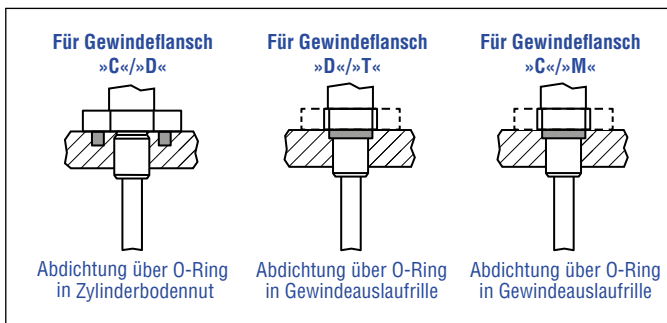 Für Gewindeflansch
»C«/»D«
Abdichtung über O-Ring
in Zylinderbodennut
Für Gewindeflansch
»D«/»T«
Abdichtung über O-Ring
in Gewindeauslaufrille
Für Gewindeflansch
»C«/»M«
Abdichtung über O-Ring
in Gewindeauslaufrille